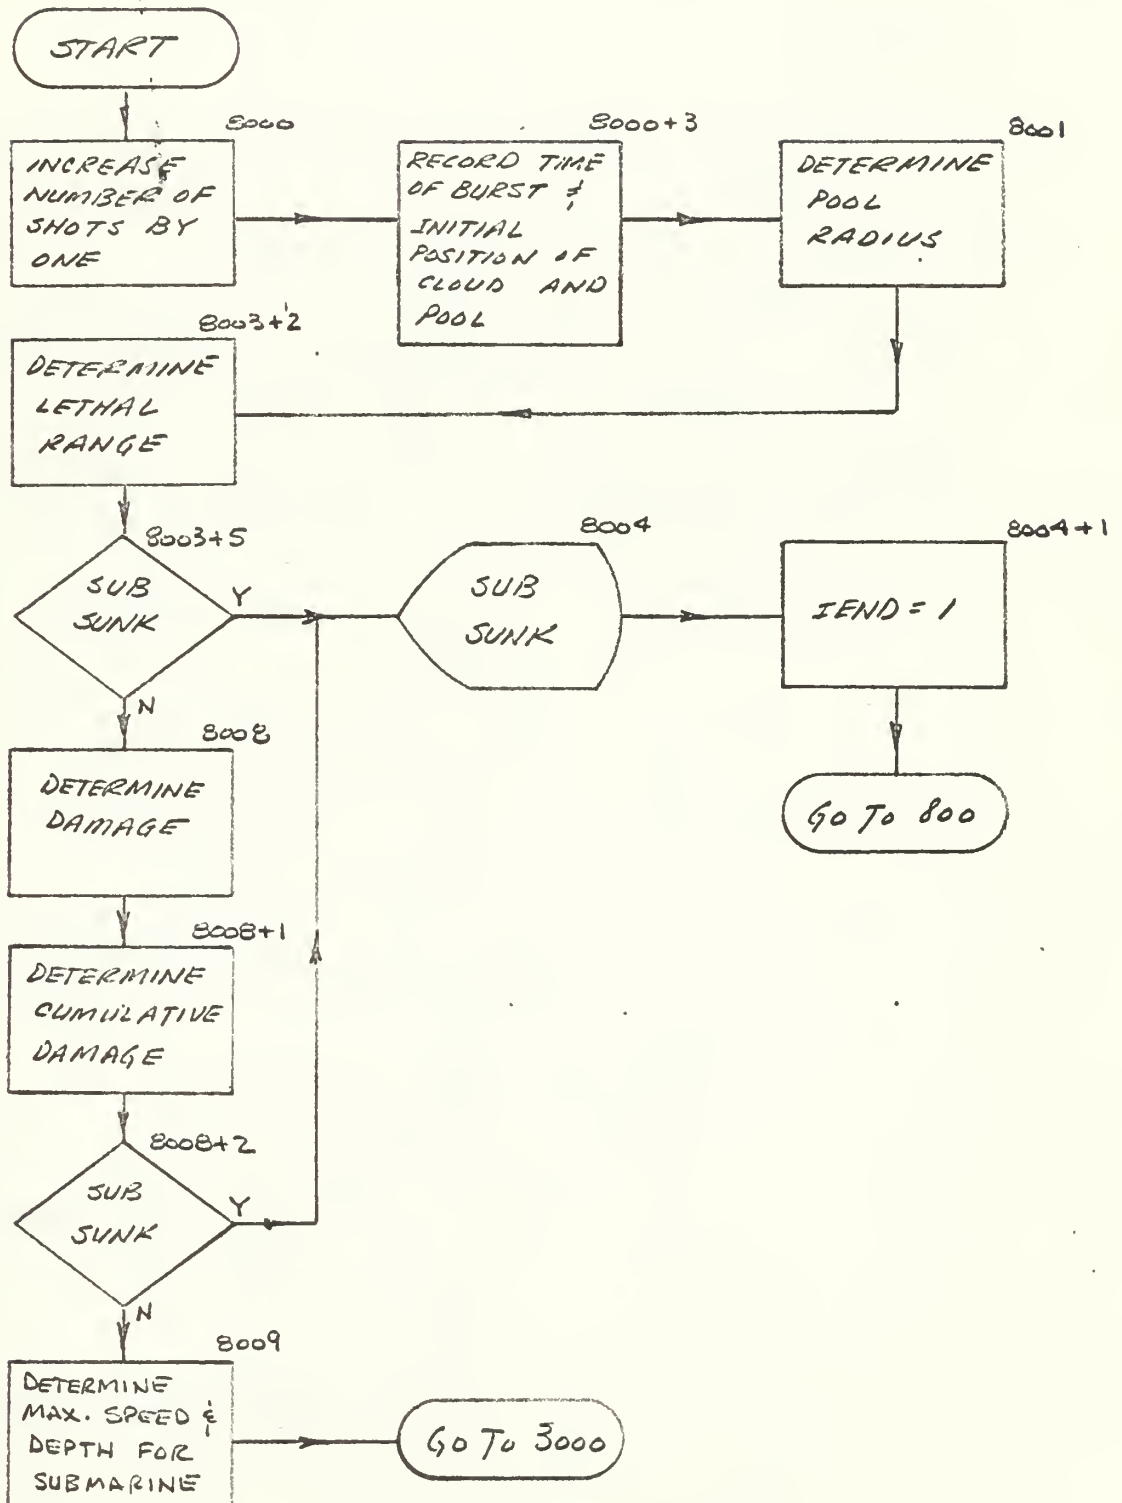 START
8000
INCREASE
NUMBER OF
SHOTS BY
ONE
8000+3
RECORD TIME
OF BURST &
INITIAL
POSITION OF
CLOUD AND
POOL
8001
DETERMINE
POOL
RADIUS
8003+2
DETERMINE
LETHAL
RANGE
8003+5
SUB
SUNK
Y
N
8004
SUB
SUNK
8004+1
IEND = 1
GO TO 800
8008
DETERMINE
DAMAGE
8008+1
DETERMINE
CUMULATIVE
DAMAGE
8008+2
SUB
SUNK
Y
N
8009
DETERMINE
MAX. SPEED &
DEPTH FOR
SUBMARINE
GO TO 3000